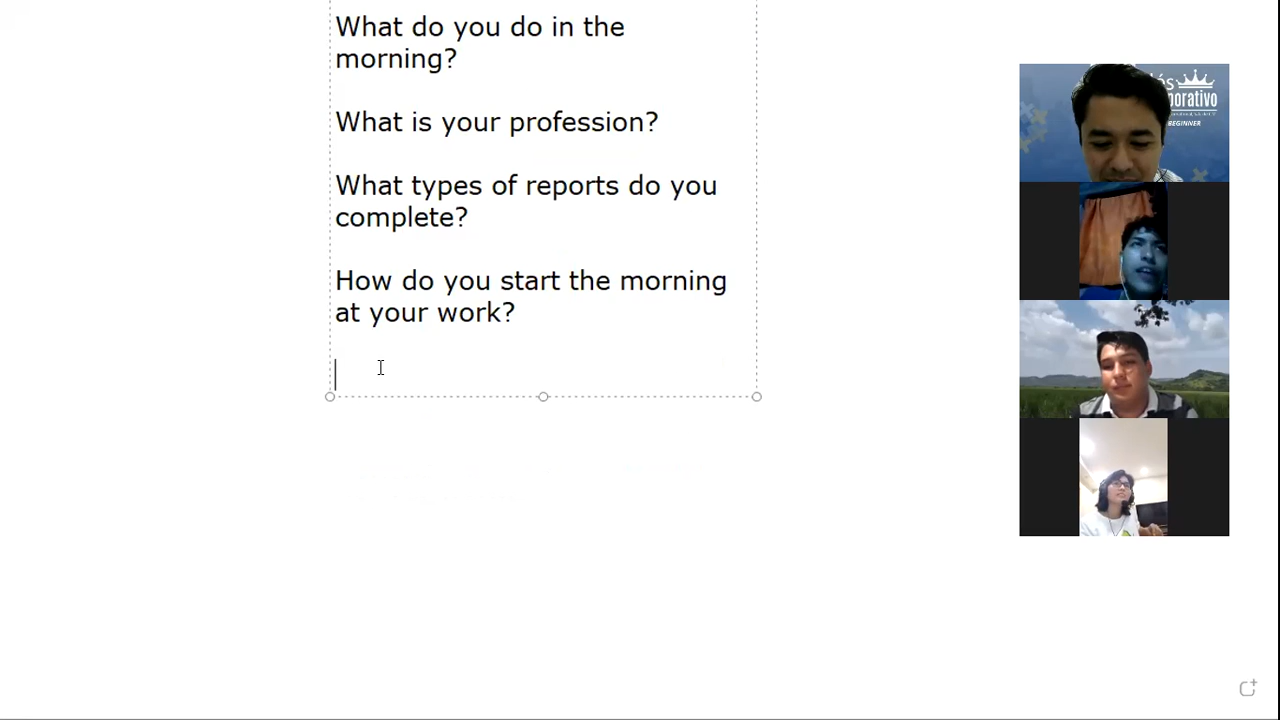 What do you do in the
morning?
What is your profession?
What types of reports do you
complete?
How do you start the morning
at your work?
BEGINNER